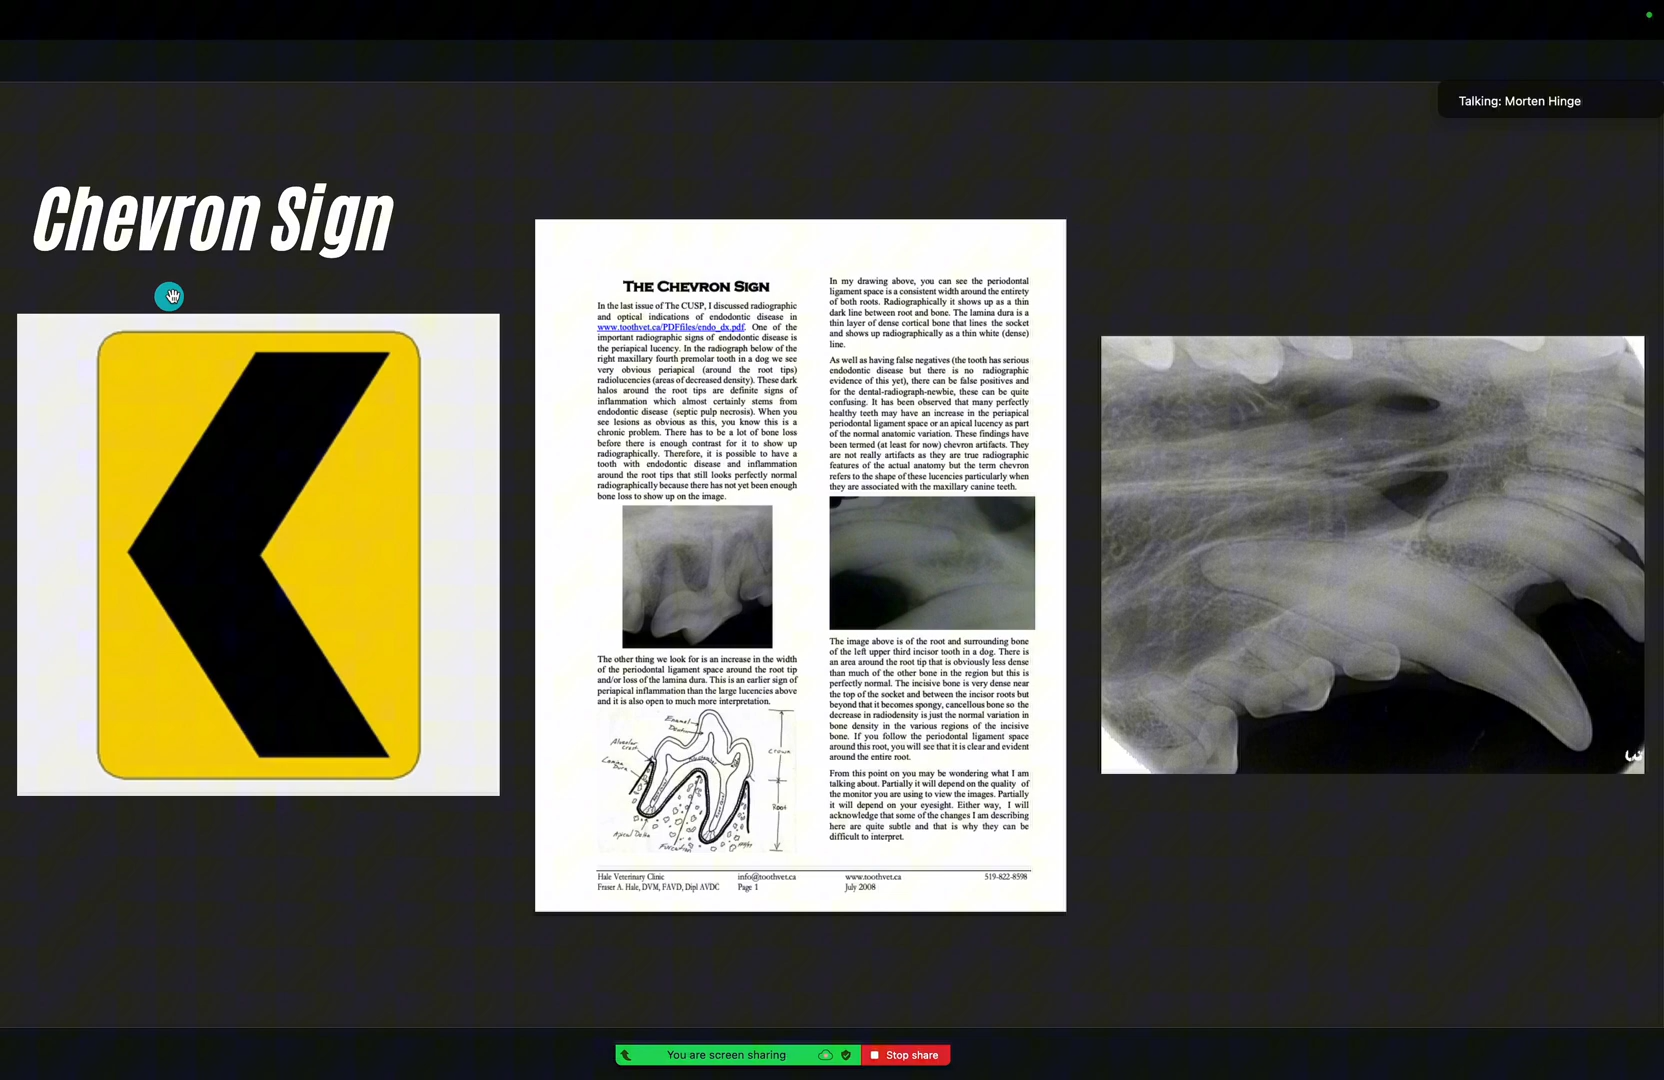 Talking: Morten Hinge
Chevron Sign
THE CHEVRON SIGN
In the last issue of The CUSP, I discussed radiographic
and optical indications of endodontic disease in
www.toothvet.ca/PDFfiles/endo_dx.pdf. One of the
important radiographic signs of endodontic disease is
the periapical lucency. In the radiograph below of the
right maxillary fourth premolar tooth in a dog we see
very obvious periapical (around the root tips)
radiolucencies (areas of decreased density). These dark
halos around the root tips are definite signs of
inflammation which almost certainly stems from
endodontic disease (septic pulp necrosis). When you
see lesions as obvious as this, you know this is a
chronic problem. There has to be a lot of bone loss
before there is enough contrast for it to show up
radiographically. Therefore, it is possible to have a
tooth with endodontic disease and inflammation
around the root tips that still looks perfectly normal
radiographically because there has not yet been enough
bone loss to show up on the image.
The other thing we look for is an increase in the width
of the periodontal ligament space around the root tip
and/or loss of the lamina dura. This is an earlier sign of
periapical inflammation than the large lucencies above
and it is also open to much more interpretation.
Enamel
Dentin
Alveolar
Crest
Lamina
Dura
Crown
Root
Apical Delta
Furcation
In my drawing above, you can see the periodontal
ligament space is a consistent width around the entirety
of both roots. Radiographically it shows up as a thin
dark line between root and bone. The lamina dura is a
thin layer of dense cortical bone that lines the socket
and shows up radiographically as a thin white (dense)
line.
As well as having false negatives (the tooth has serious
endodontic disease but there is no radiographic
evidence of this yet), there can be false positives and
for the dental-radiograph-newbie, these can be quite
confusing. It has been observed that many perfectly
healthy teeth may have an increase in the periapical
periodontal ligament space or an apical lucency as part
of the normal anatomic variation. These findings have
been termed (at least for now) chevron artifacts. They
are not really artifacts as they are true radiographic
features of the actual anatomy but the term chevron
refers to the shape of these lucencies particularly when
they are associated with the maxillary canine teeth.
The image above is of the root and surrounding bone
of the left upper third incisor tooth in a dog. There is
an area around the root tip that is obviously less dense
than much of the other bone in the region but this is
perfectly normal. The incisive bone is very dense near
the top of the socket and between the incisor roots but
beyond that it becomes spongy, cancellous bone so the
decrease in radiodensity is just the normal variation in
bone density in the various regions of the incisive
bone. If you follow the periodontal ligament space
around this root, you will see that it is clear and evident
around the entire root.
From this point on you may be wondering what I am
talking about. Partially it will depend on the quality of
the monitor you are using to view the images. Partially
it will depend on your eyesight. Either way, I will
acknowledge that some of the changes I am describing
here are quite subtle and that is why they can be
difficult to interpret.
Hale Veterinary Clinic info@toothvet.ca www.toothvet.ca 519-822-8598
Fraser A. Hale, DVM, FAVD, Dipl AVDC Page 1 July 2008
You are screen sharing Stop share